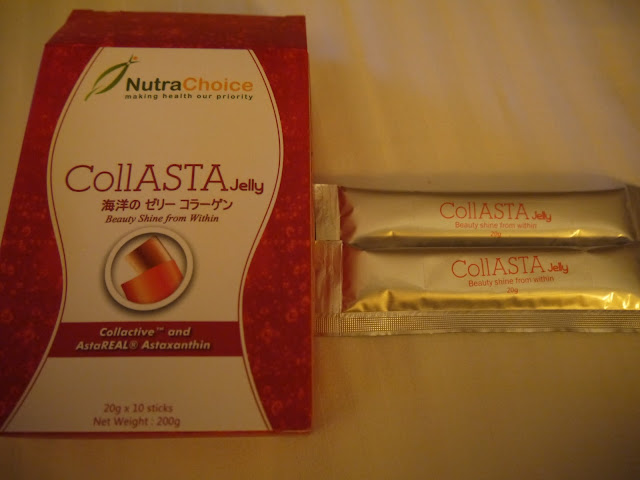 NutraChoice
making health our priority
CollASTA Jelly
海洋の ゼリー コラーゲン
Beauty Shine from Within
Collactive™ and
AstaREAL® Astaxanthin
20g x 10 sticks
Net Weight : 200g
CollASTA Jelly
Beauty shine from within
20g
CollASTA Jelly
Beauty shine from within
20g